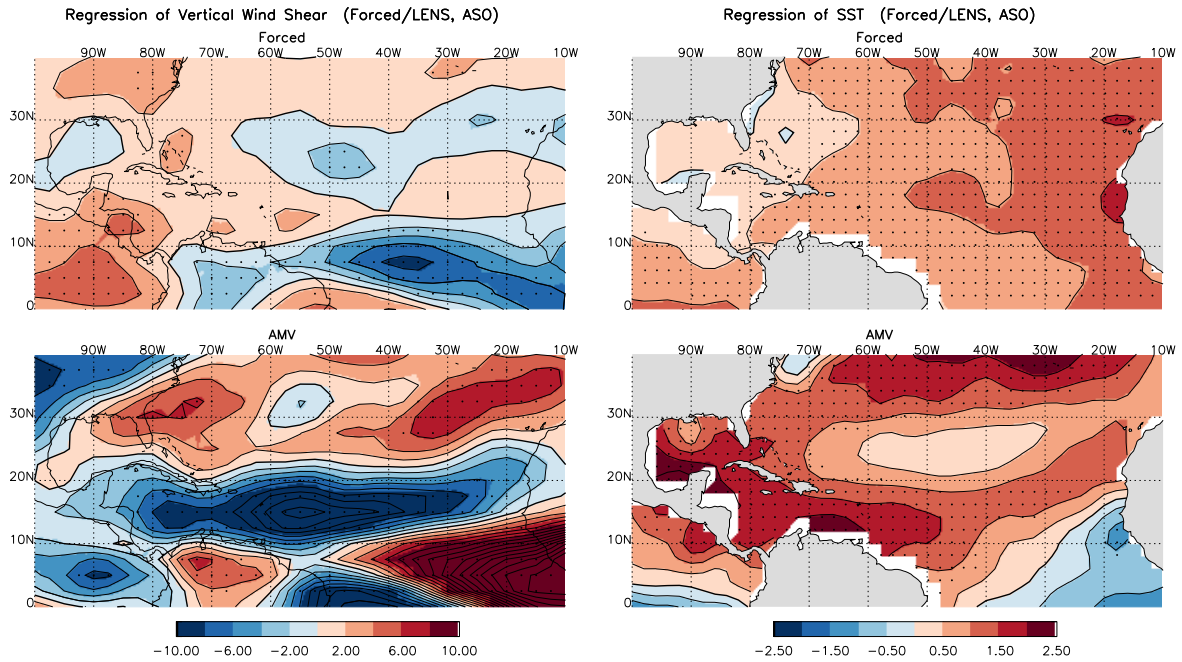 Regression of Vertical Wind Shear (Forced/LENS, ASO)
Forced
90W 80W 70W 60W 50W 40W 30W 20W 10W
30N
20N
10N
0
Regression of SST (Forced/LENS, ASO)
Forced
90W 80W 70W 60W 50W 40W 30W 20W 10W
30N
20N
10N
0
AMV
90W 80W 70W 60W 50W 40W 30W 20W 10W
30N
20N
10N
0
-10.00 -6.00 -2.00 2.00 6.00 10.00
AMV
90W 80W 70W 60W 50W 40W 30W 20W 10W
30N
20N
10N
0
-2.50 -1.50 -0.50 0.50 1.50 2.50